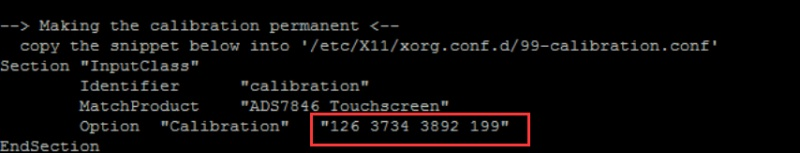 --> Making the calibration permanent <--
copy the snippet below into '/etc/X11/xorg.conf.d/99-calibration.conf'
Section "InputClass"
Identifier "calibration"
MatchProduct "ADS7846 Touchscreen"
Option "Calibration" "126 3734 3892 199"
EndSection